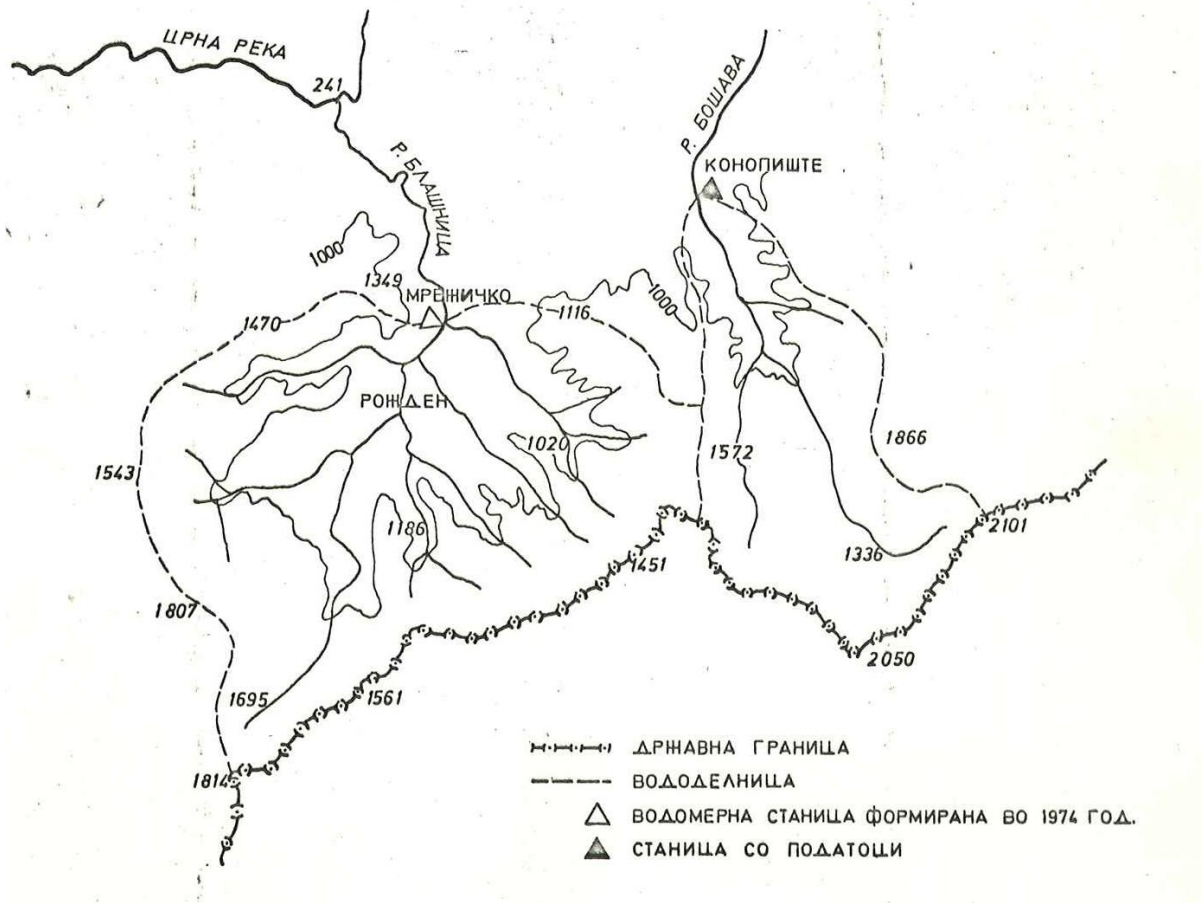 ЦРНА РЕКА
241
Р. БОШАВА
Р. БЛАШНИЦА
КОНОПИШТЕ
1000
1349
МРЕЖИЧКО
1000
1116
1470
РОЖДЕН
1020
1866
1572
1543
2101
1186
1336
1451
1807
2050
1695
1561
1814
ДРЖАВНА ГРАНИЦА
ВОДОДЕЛНИЦА
ВОДОМЕРНА СТАНИЦА ФОРМИРАНА ВО 1974 ГОД.
СТАНИЦА СО ПОДАТОЦИ